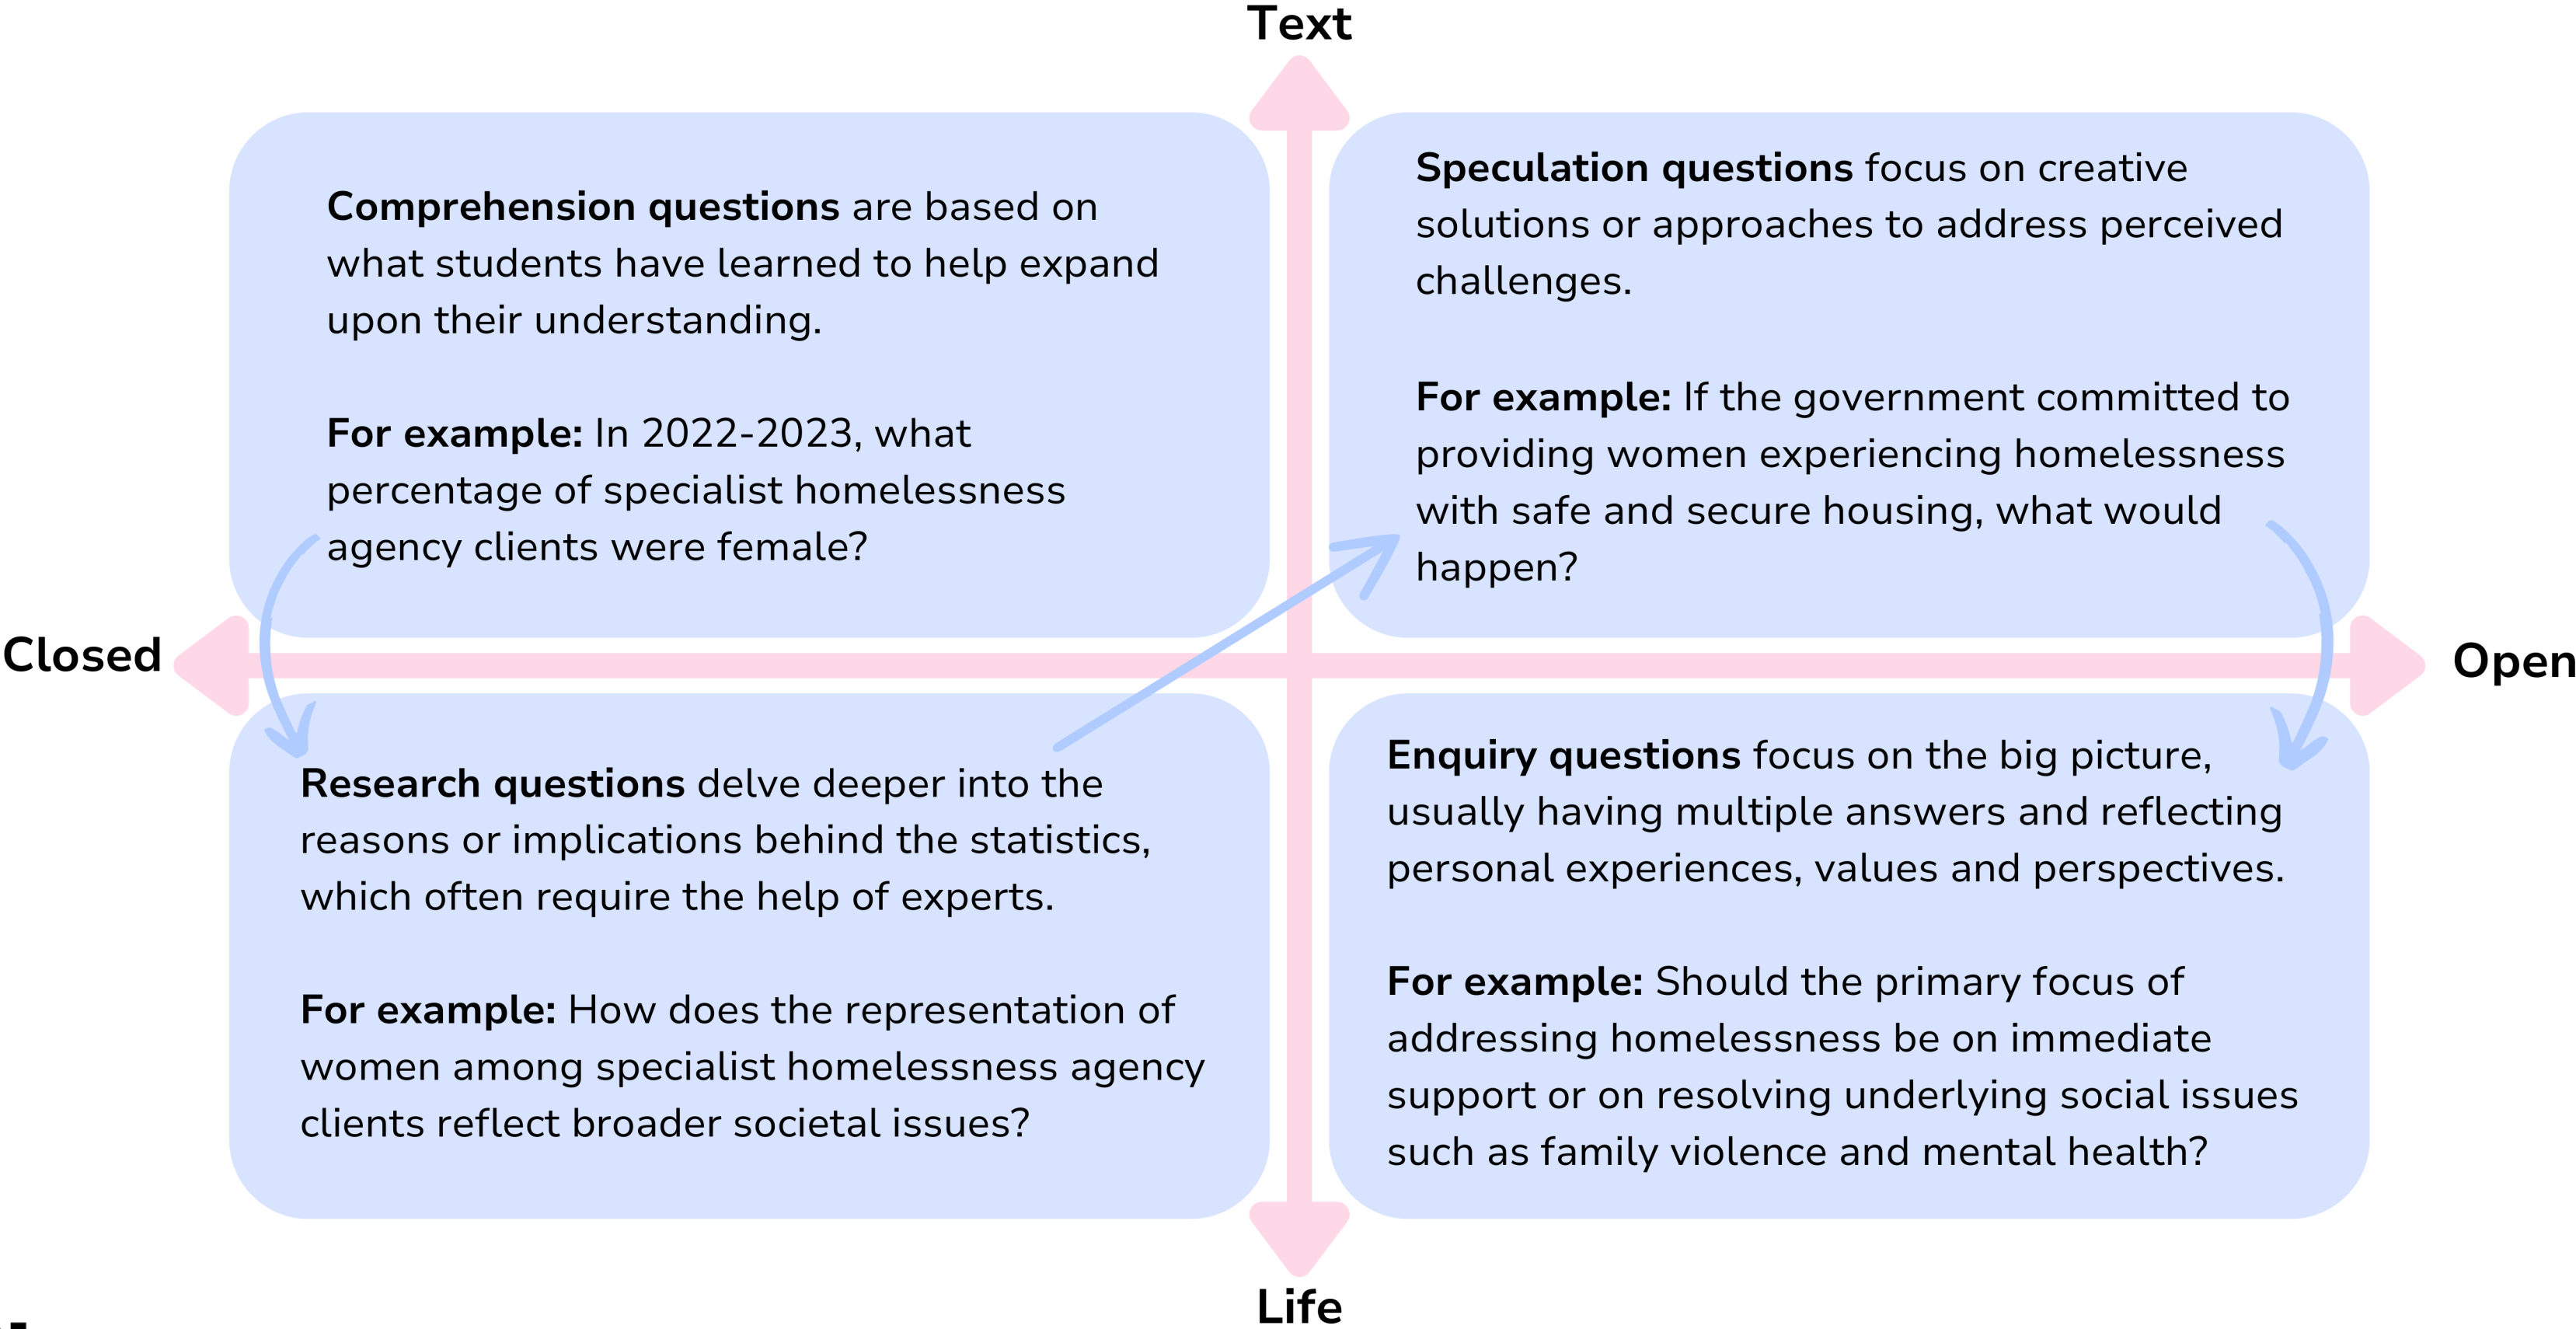 Text
Comprehension questions are based on
what students have learned to help expand
upon their understanding.
For example: In 2022-2023, what
percentage of specialist homelessness
agency clients were female?
Speculation questions focus on creative
solutions or approaches to address perceived
challenges.
For example: If the government committed to
providing women experiencing homelessness
with safe and secure housing, what would
happen?
Closed
Open
Research questions delve deeper into the
reasons or implications behind the statistics,
which often require the help of experts.
For example: How does the representation of
women among specialist homelessness agency
clients reflect broader societal issues?
Enquiry questions focus on the big picture,
usually having multiple answers and reflecting
personal experiences, values and perspectives.
For example: Should the primary focus of
addressing homelessness be on immediate
support or on resolving underlying social issues
such as family violence and mental health?
Life